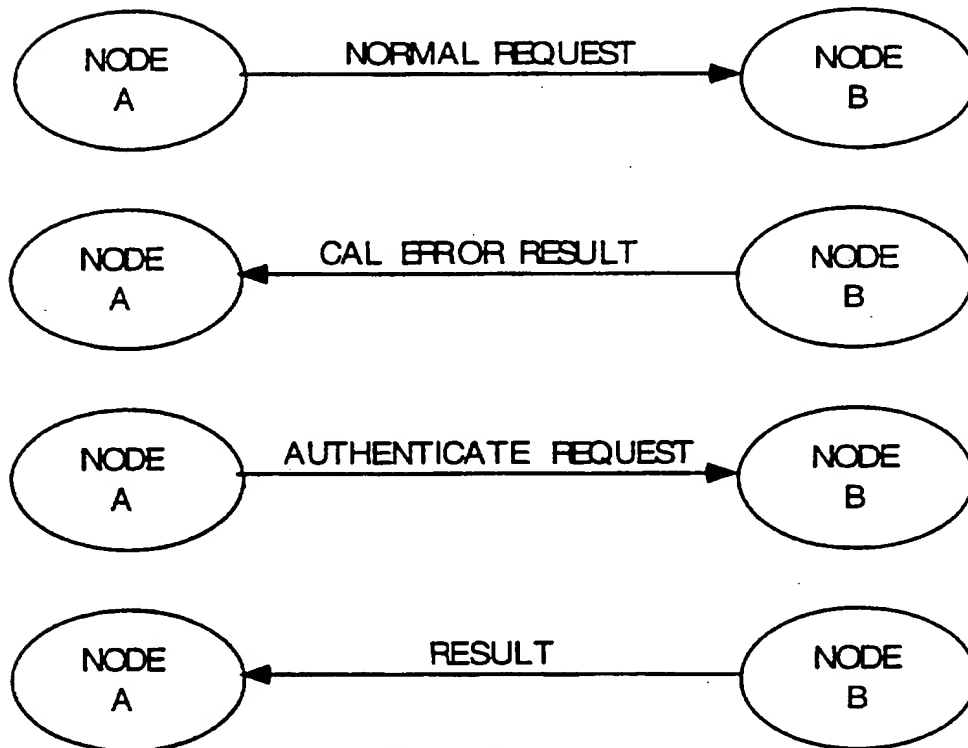 NODE A NORMAL REQUEST NODE B
NODE A CAL ERROR RESULT NODE B
NODE A AUTHENTICATE REQUEST NODE B
NODE A RESULT NODE B